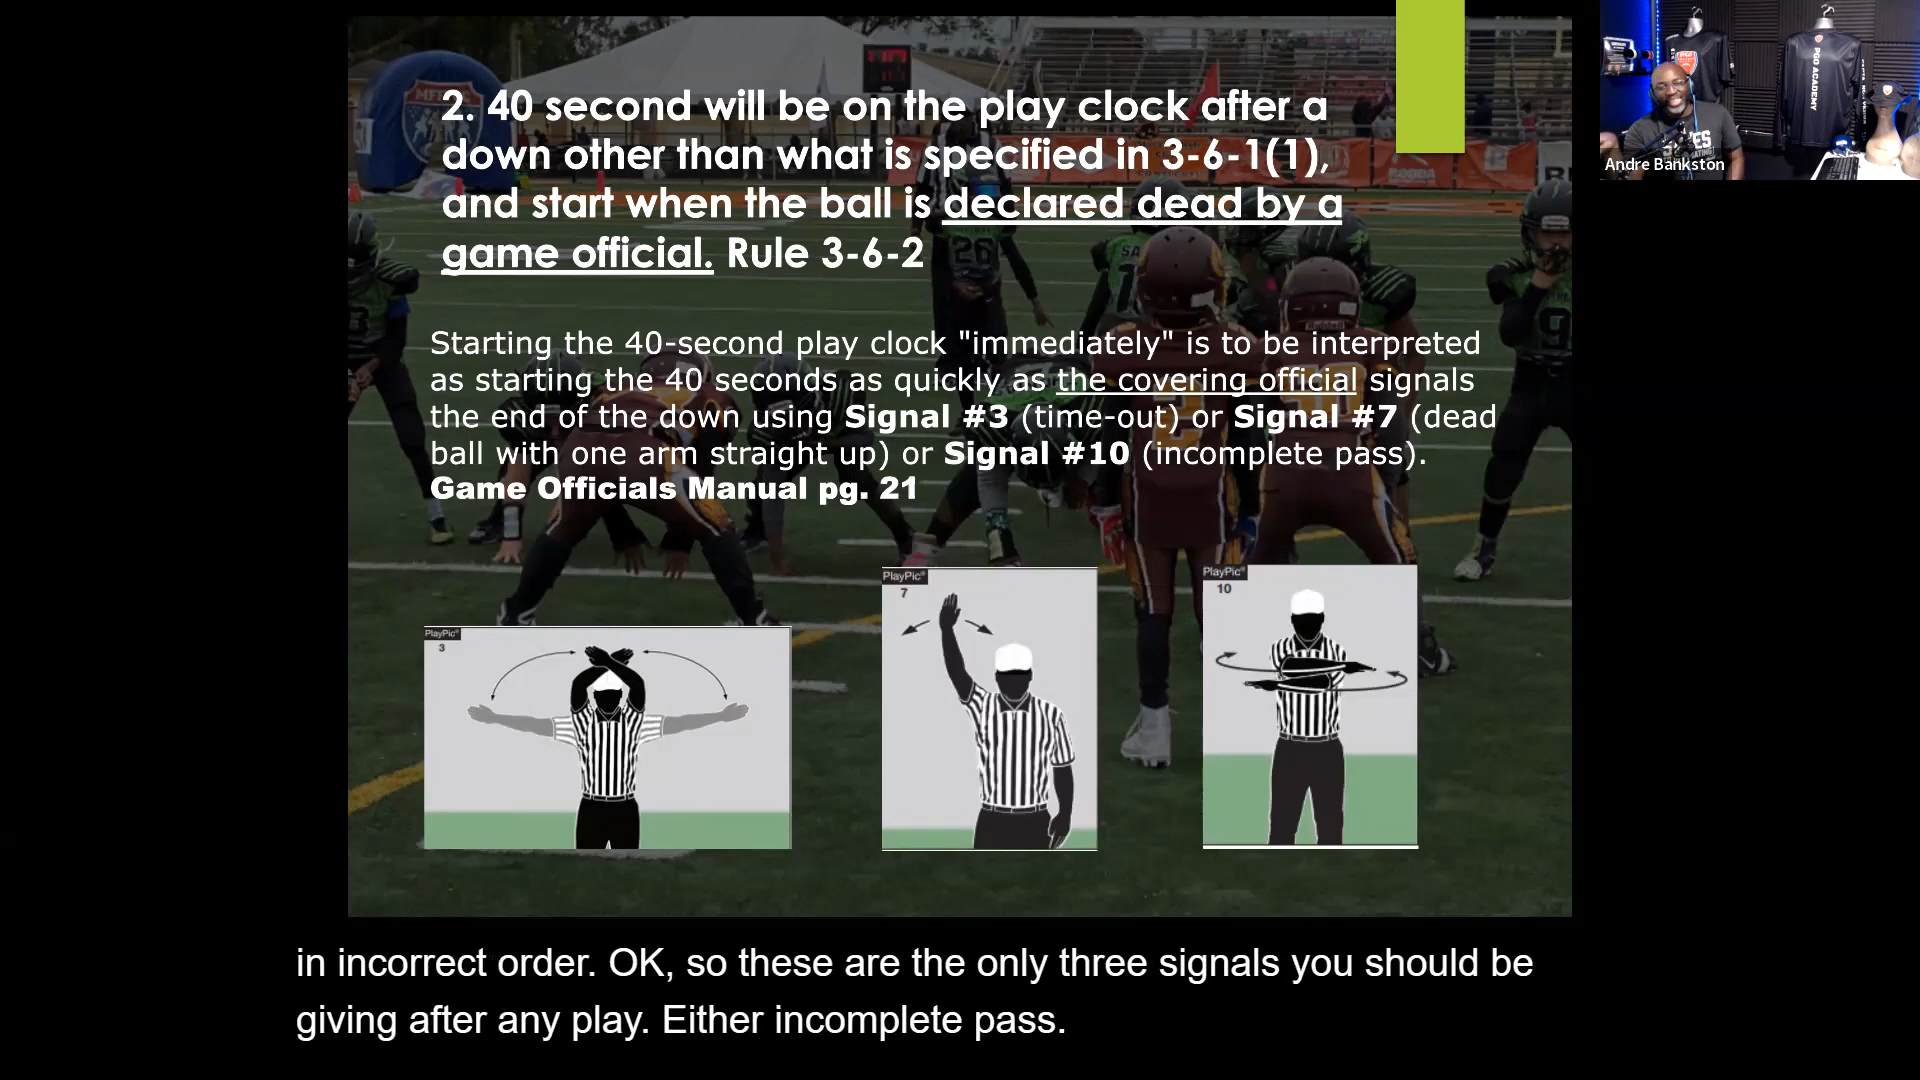 2. 40 second will be on the play clock after a
down other than what is specified in 3-6-1(1),
and start when the ball is declared dead by a
game official. Rule 3-6-2
Starting the 40-second play clock "immediately" is to be interpreted
as starting the 40 seconds as quickly as the covering official signals
the end of the down using Signal #3 (time-out) or Signal #7 (dead
ball with one arm straight up) or Signal #10 (incomplete pass).
Game Officials Manual pg. 21
PlayPic®
3
PlayPic®
7
PlayPic®
10
Andre Bankston
PGO ACADEMY
26
in incorrect order. OK, so these are the only three signals you should be
giving after any play. Either incomplete pass.